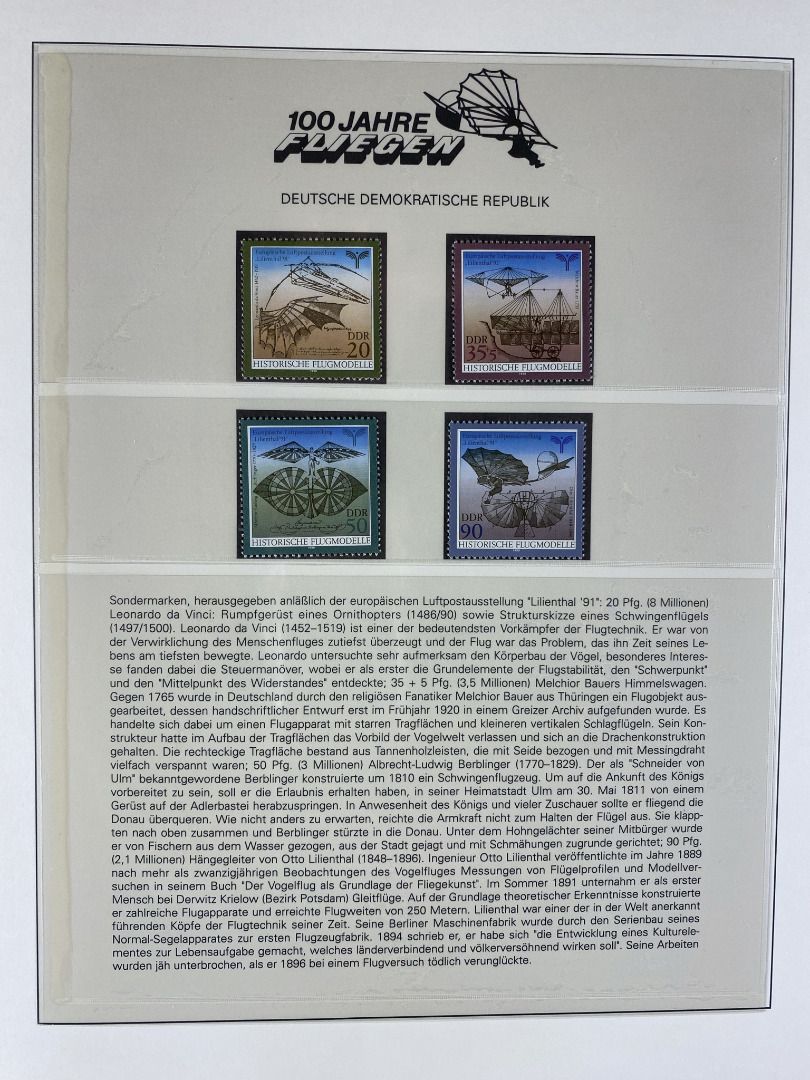 100 JAHRE
FLIEGEN
DEUTSCHE DEMOKRATISCHE REPUBLIK
Europäische Luftpostausstellung
„Lilienthal '91"
DDR
20
HISTORISCHE FLUGMODELLE
Europäische Luftpostausstellung
„Lilienthal '91"
DDR
35+5
HISTORISCHE FLUGMODELLE
Europäische Luftpostausstellung
„Lilienthal '91"
DDR
50
HISTORISCHE FLUGMODELLE
Europäische Luftpostausstellung
„Lilienthal '91"
DDR
90
HISTORISCHE FLUGMODELLE
Sondermarken, herausgegeben anläßlich der europäischen Luftpostausstellung "Lilienthal '91": 20 Pfg. (8 Millionen)
Leonardo da Vinci: Rumpfgerüst eines Ornithopters (1486/90) sowie Strukturskizze eines Schwingenflügels
(1497/1500). Leonardo da Vinci (1452–1519) ist einer der bedeutendsten Vorkämpfer der Flugtechnik. Er war von
der Verwirklichung des Menschenfluges zutiefst überzeugt und der Flug war das Problem, das ihn Zeit seines Le-
bens am tiefsten bewegte. Leonardo untersuchte sehr aufmerksam den Körperbau der Vögel, besonderes Interes-
se fanden dabei die Steuermanöver, wobei er als erster die Grundelemente der Flugstabilität, den "Schwerpunkt"
und den "Mittelpunkt des Widerstandes" entdeckte; 35 + 5 Pfg. (3,5 Millionen) Melchior Bauers Himmelswagen.
Gegen 1765 wurde in Deutschland durch den religiösen Fanatiker Melchior Bauer aus Thüringen ein Flugobjekt aus-
gearbeitet, dessen handschriftlicher Entwurf erst im Frühjahr 1920 in einem Greizer Archiv aufgefunden wurde. Es
handelte sich dabei um einen Flugapparat mit starren Tragflächen und kleineren vertikalen Schlagflügeln. Sein Kon-
strukteur hatte im Aufbau der Tragflächen das Vorbild der Vogelwelt verlassen und sich an die Drachenkonstruktion
gehalten. Die rechteckige Tragfläche bestand aus Tannenholzleisten, die mit Seide bezogen und mit Messingdraht
vielfach verspannt waren; 50 Pfg. (3 Millionen) Albrecht-Ludwig Berblinger (1770–1829). Der als "Schneider von
Ulm" bekanntgewordene Berblinger konstruierte um 1810 ein Schwingenflugzeug. Um auf die Ankunft des Königs
vorbereitet zu sein, soll er die Erlaubnis erhalten haben, in seiner Heimatstadt Ulm am 30. Mai 1811 von einem
Gerüst auf der Adlerbastei herabzuspringen. In Anwesenheit des Königs und vieler Zuschauer sollte er fliegend die
Donau überqueren. Wie nicht anders zu erwarten, reichte die Armkraft nicht zum Halten der Flügel aus. Sie klapp-
ten nach oben zusammen und Berblinger stürzte in die Donau. Unter dem Hohngelächter seiner Mitbürger wurde
er von Fischern aus dem Wasser gezogen, aus der Stadt gejagt und mit Schmähungen zugrunde gerichtet; 90 Pfg.
(2,1 Millionen) Hängegleiter von Otto Lilienthal (1848–1896). Ingenieur Otto Lilienthal veröffentlichte im Jahre 1889
nach mehr als zwanzigjährigen Beobachtungen des Vogelfluges Messungen von Flügelprofilen und Modellver-
suchen in seinem Buch "Der Vogelflug als Grundlage der Fliegekunst". Im Sommer 1891 unternahm er als erster
Mensch bei Derwitz Krielow (Bezirk Potsdam) Gleitflüge. Auf der Grundlage theoretischer Erkenntnisse konstruierte
er zahlreiche Flugapparate und erreichte Flugweiten von 250 Metern. Lilienthal war einer der in der Welt anerkannt
führenden Köpfe der Flugtechnik seiner Zeit. Seine Berliner Maschinenfabrik wurde durch den Serienbau seines
Normal-Segelapparates zur ersten Flugzeugfabrik. 1894 schrieb er, er habe sich "die Entwicklung eines Kulturele-
mentes zur Lebensaufgabe gemacht, welches länderverbindend und völkerversöhnend wirken soll". Seine Arbeiten
wurden jäh unterbrochen, als er 1896 bei einem Flugversuch tödlich verunglückte.